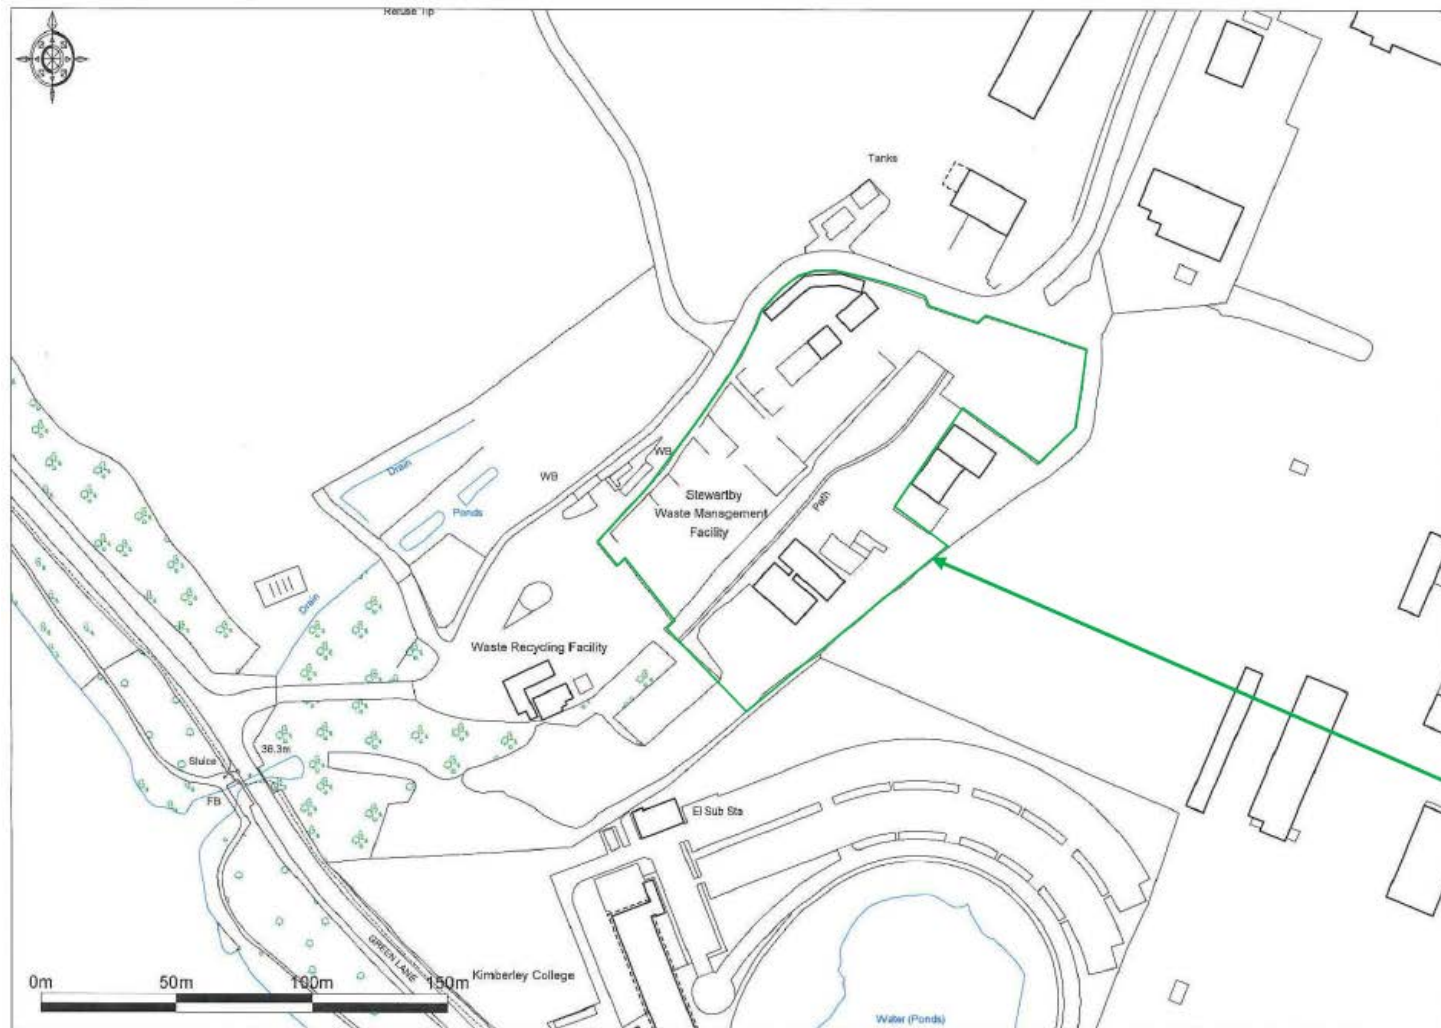 Refuse Tip
Tanks
Drain
WB
WB
Ponds
Stewartby
Waste Management
Facility
Path
Drain
Waste Recycling Facility
38.3m
Sluice
FB
El Sub Sta
GREEN LANE
Kimberley College
0m 50m 100m 150m
Water (Ponds)